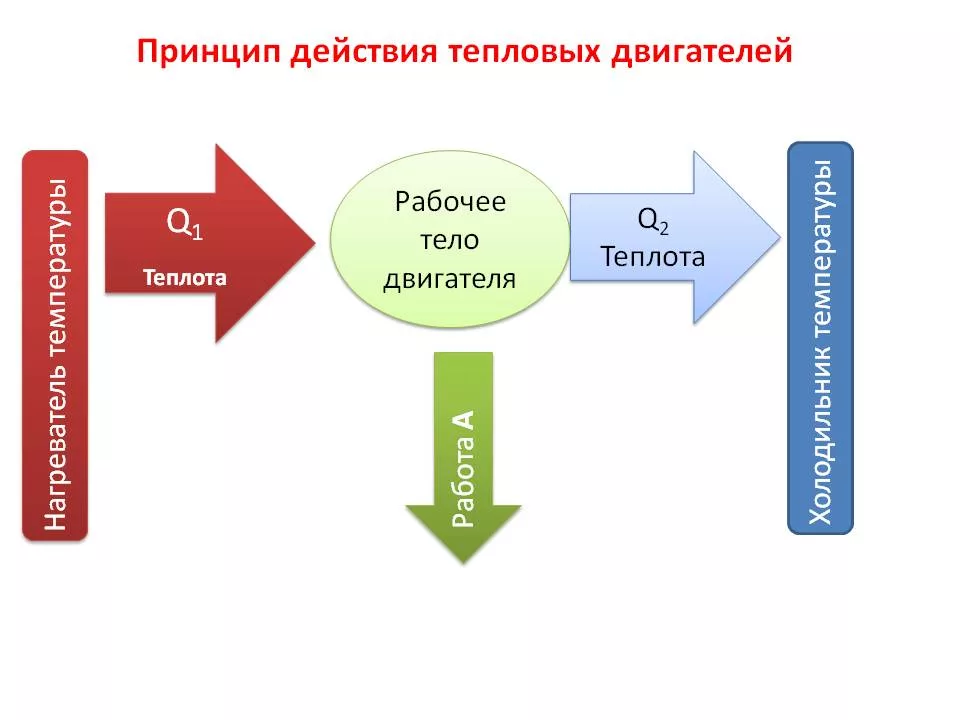 Принцип действия тепловых двигателей
Нагреватель температуры
Q₁
Теплота
Рабочее
тело
двигателя
Q₂
Теплота
Холодильник температуры
Работа А